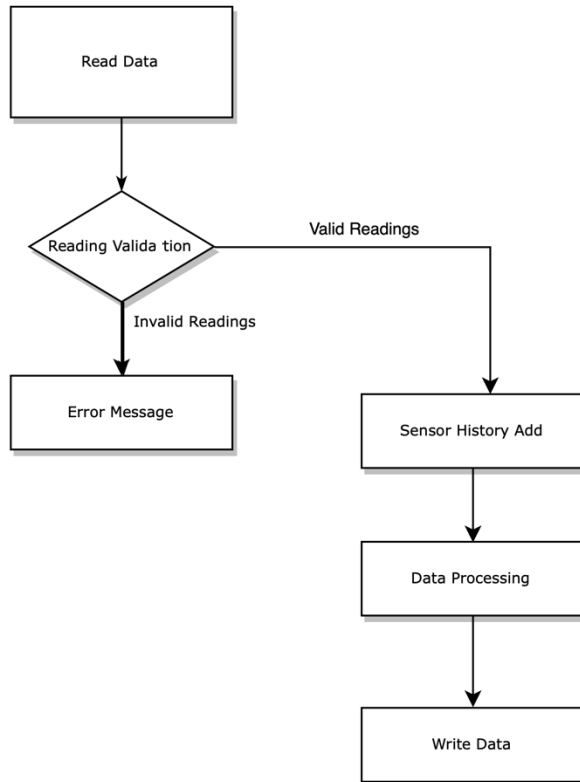 Read Data
Reading Valida tion
Valid Readings
Invalid Readings
Error Message
Sensor History Add
Data Processing
Write Data